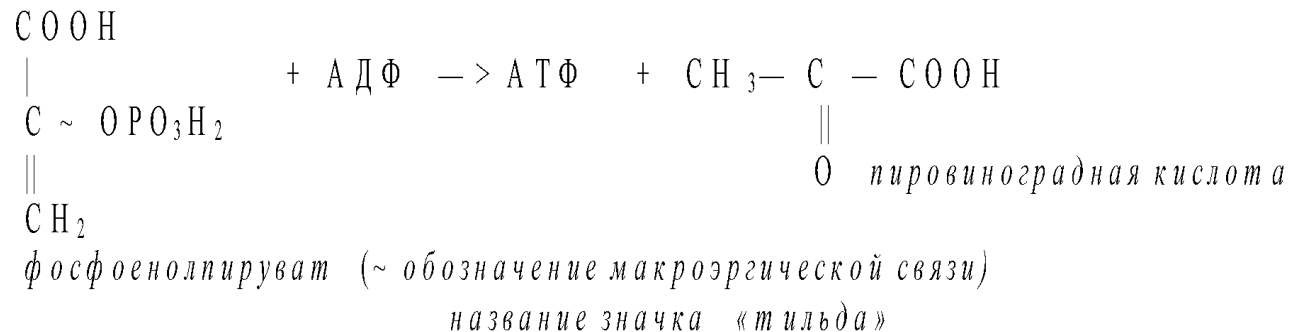 СООН
|
+ АДФ —> АТФ + СН₃— С — СООН
С ~ ОРО₃Н₂ ||
|| О пировиноградная кислота
СН₂
фосфоенолпируват (~ обозначение макроэргической связи)
название значка «тильда»